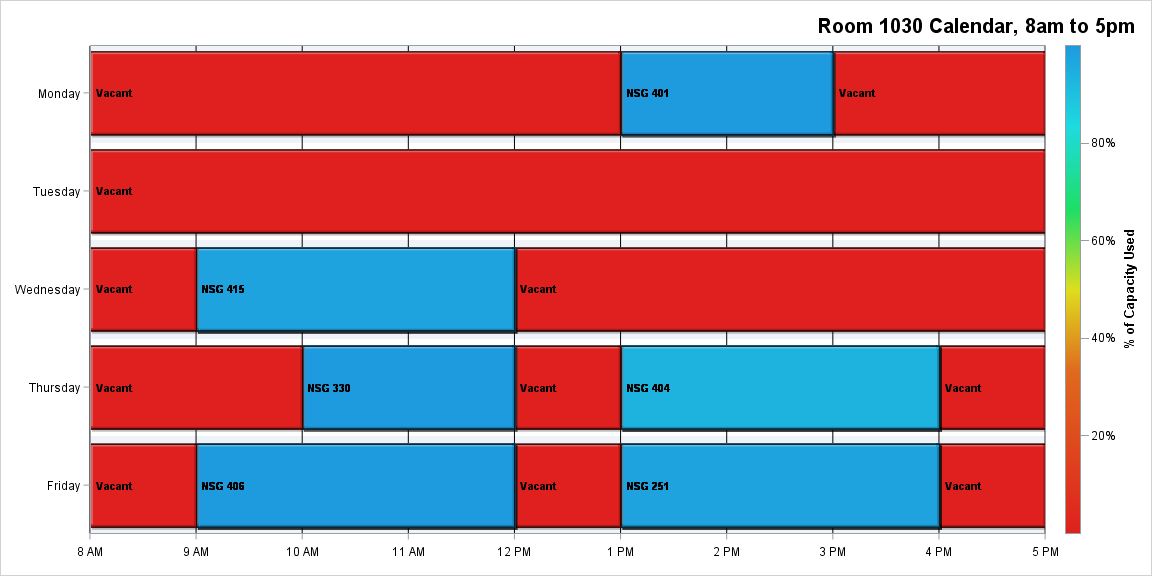 Room 1030 Calendar, 8am to 5pm
Monday
Vacant
NSG 401
Vacant
Tuesday
Vacant
Wednesday
Vacant
NSG 415
Vacant
Thursday
Vacant
NSG 330
Vacant
NSG 404
Vacant
Friday
Vacant
NSG 406
Vacant
NSG 251
Vacant
8 AM
9 AM
10 AM
11 AM
12 PM
1 PM
2 PM
3 PM
4 PM
5 PM
80%
60%
40%
20%
% of Capacity Used